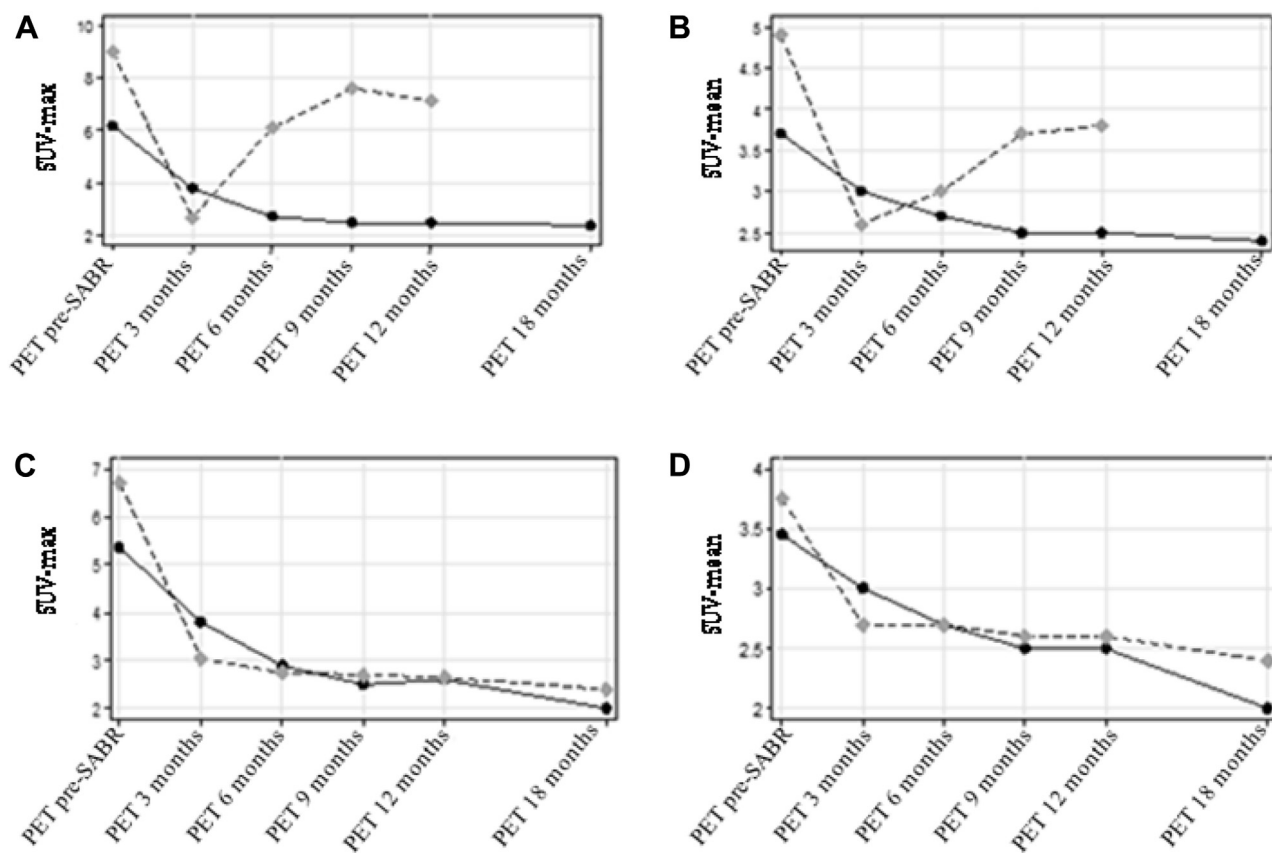 A
SUV-max
10
8
6
4
2
PET pre-SABR
PET 3 months
PET 6 months
PET 9 months
PET 12 months
PET 18 months
B
SUV-mean
5
4.5
4
3.5
3
2.5
PET pre-SABR
PET 3 months
PET 6 months
PET 9 months
PET 12 months
PET 18 months
C
SUV-max
7
6
5
4
3
2
PET pre-SABR
PET 3 months
PET 6 months
PET 9 months
PET 12 months
PET 18 months
D
SUV-mean
4
3.5
3
2.5
2
PET pre-SABR
PET 3 months
PET 6 months
PET 9 months
PET 12 months
PET 18 months